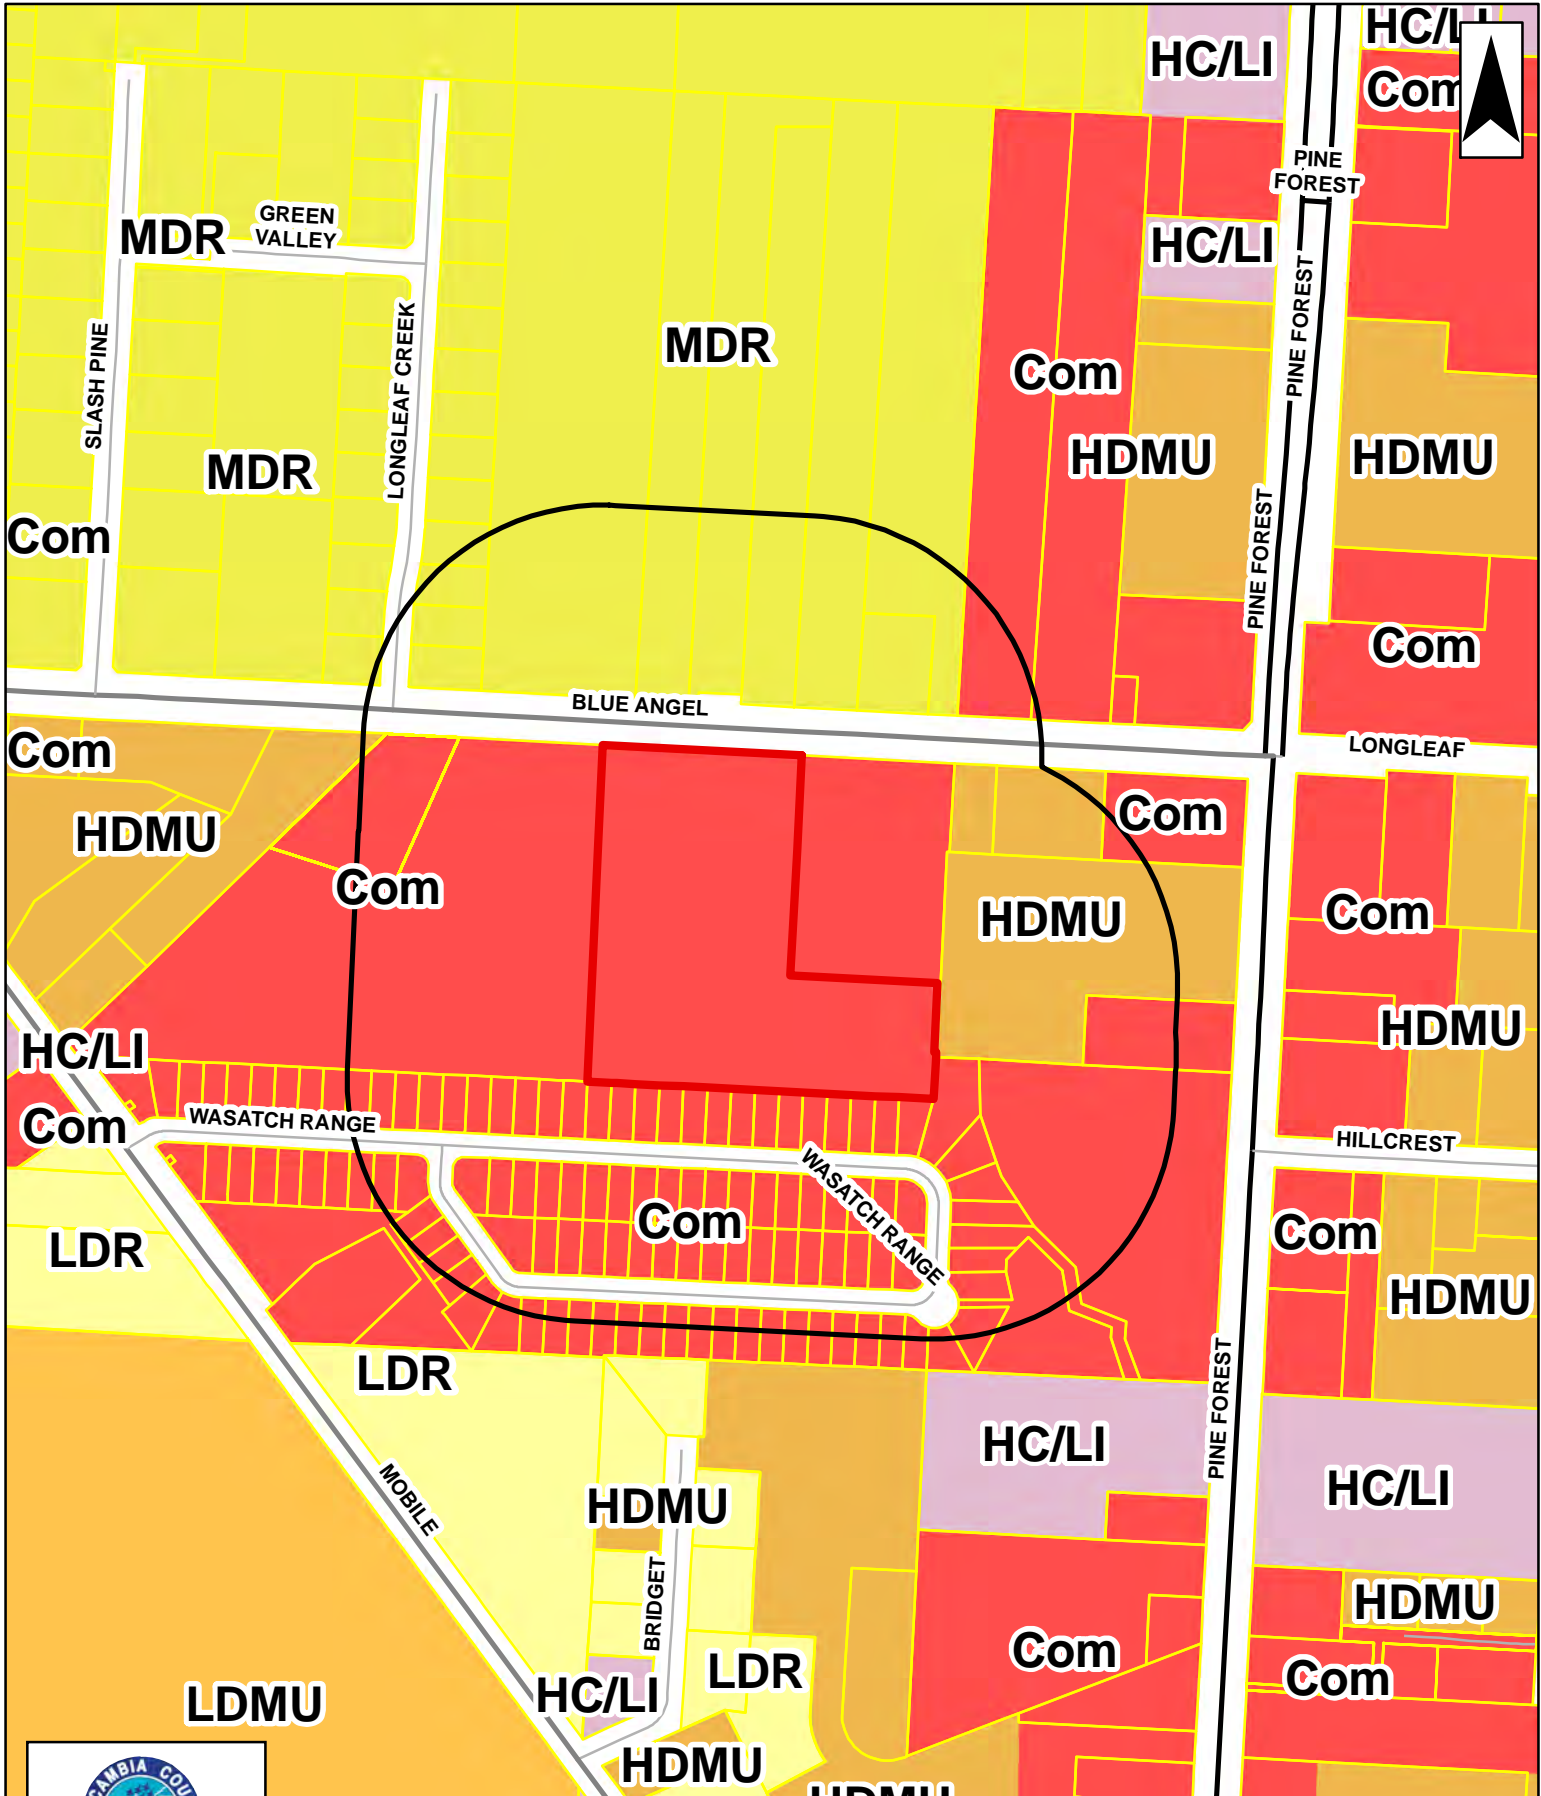 HC/LI
HC/LI
Com
PINE
FOREST
GREEN
VALLEY
MDR
HC/LI
PINE FOREST
MDR
SLASH PINE
LONGLEAF CREEK
Com
HDMU
HDMU
MDR
Com
PINE FOREST
Com
BLUE ANGEL
LONGLEAF
Com
Com
HDMU
Com
HDMU
Com
HDMU
HC/LI
WASATCH RANGE
Com
HILLCREST
WASATCH RANGE
Com
Com
LDR
HDMU
LDR
PINE FOREST
HC/LI
HC/LI
MOBILE
HDMU
BRIDGET
HDMU
Com
LDR
Com
HC/LI
LDMU
HDMU
HDMU
CAMBIA COU